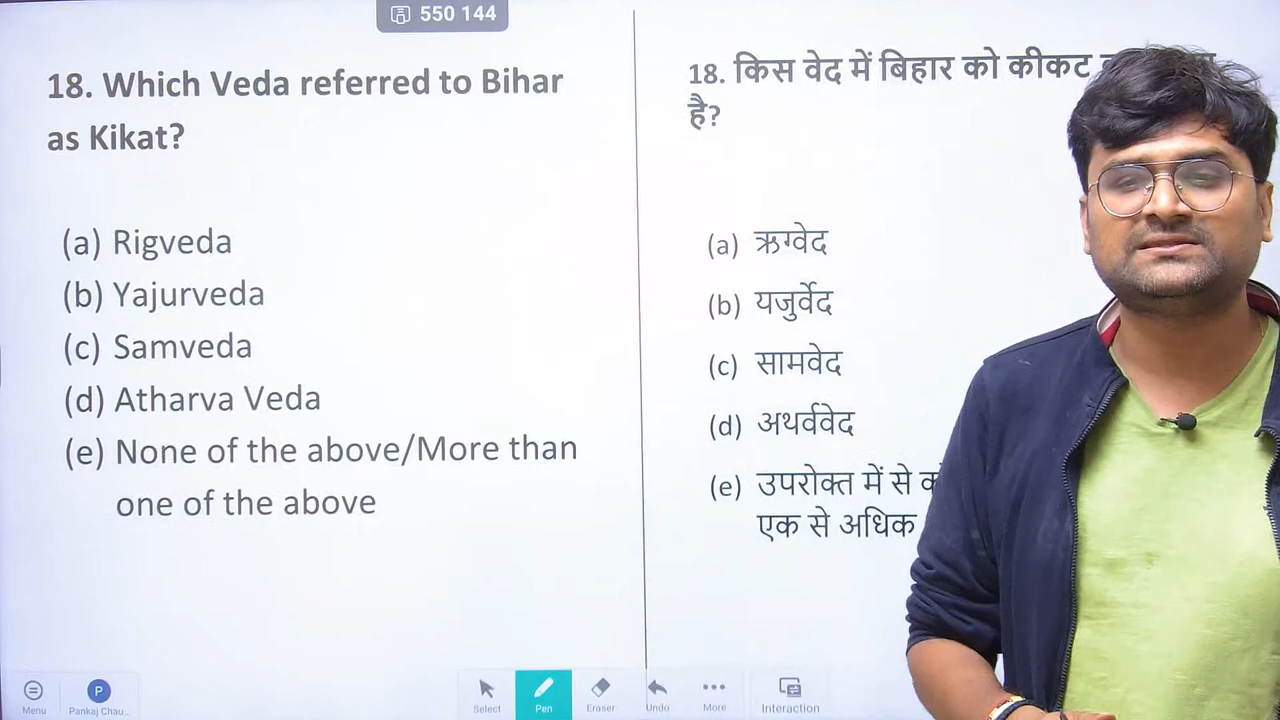 550 144
18. Which Veda referred to Bihar
as Kikat?
(a) Rigveda
(b) Yajurveda
(c) Samveda
(d) Atharva Veda
(e) None of the above/More than
one of the above
18. किस वेद में बिहार को कीकट
है?
(a) ऋग्वेद
(b) यजुर्वेद
(c) सामवेद
(d) अथर्ववेद
(e) उपरोक्त में से
एक से अधिक
Menu
P
Pankaj Chau...
Select
Pen
Eraser
Undo
More
Interaction